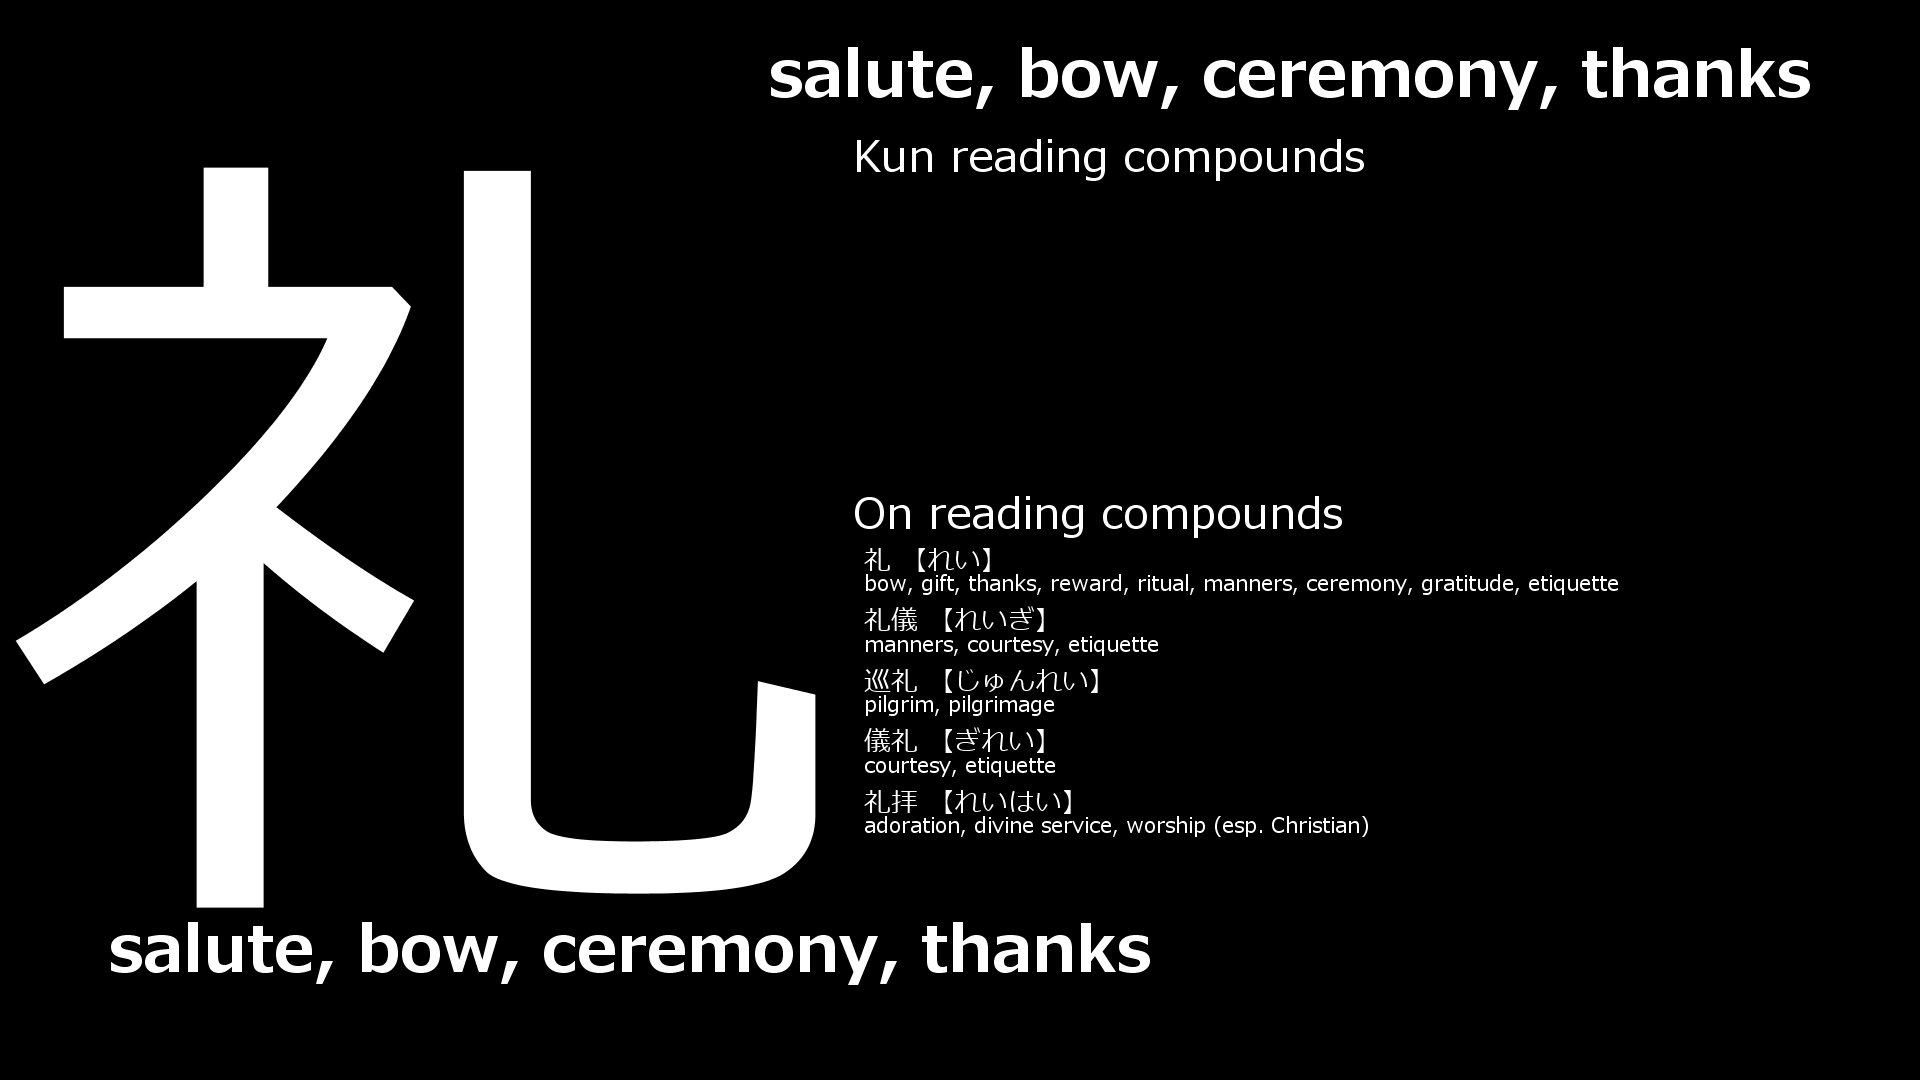 salute, bow, ceremony, thanks
Kun reading compounds
礼
On reading compounds
礼 【れい】
bow, gift, thanks, reward, ritual, manners, ceremony, gratitude, etiquette
礼儀 【れいぎ】
manners, courtesy, etiquette
巡礼 【じゅんれい】
pilgrim, pilgrimage
儀礼 【ぎれい】
courtesy, etiquette
礼拝 【れいはい】
adoration, divine service, worship (esp. Christian)
salute, bow, ceremony, thanks